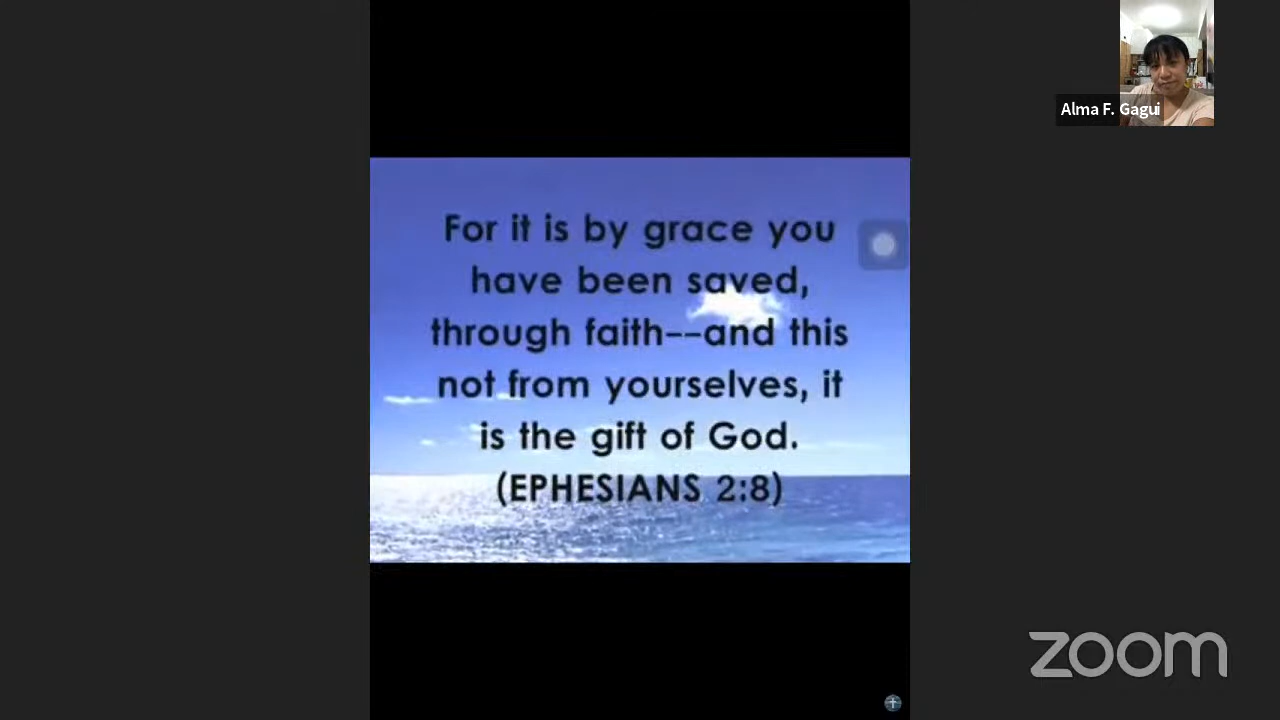 Alma F. Gagui
For it is by grace you
have been saved,
through faith--and this
not from yourselves, it
is the gift of God.
(EPHESIANS 2:8)
zoom